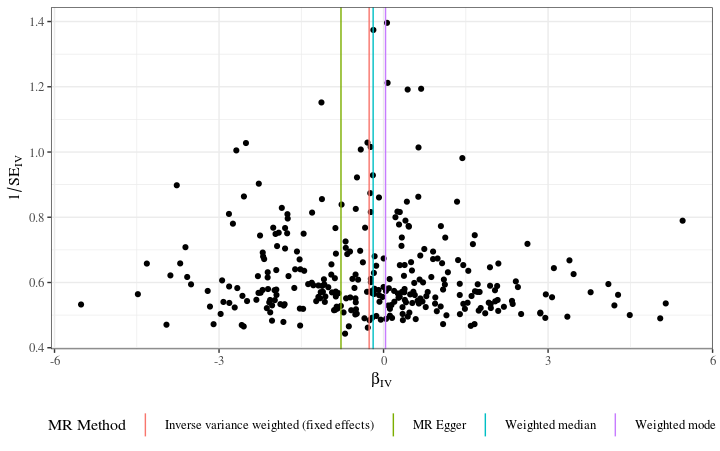 1.4
1.2
1.0
0.8
0.6
0.4
1/SE_IV
-6
-3
0
3
6
β_IV
MR Method
Inverse variance weighted (fixed effects)
MR Egger
Weighted median
Weighted mode